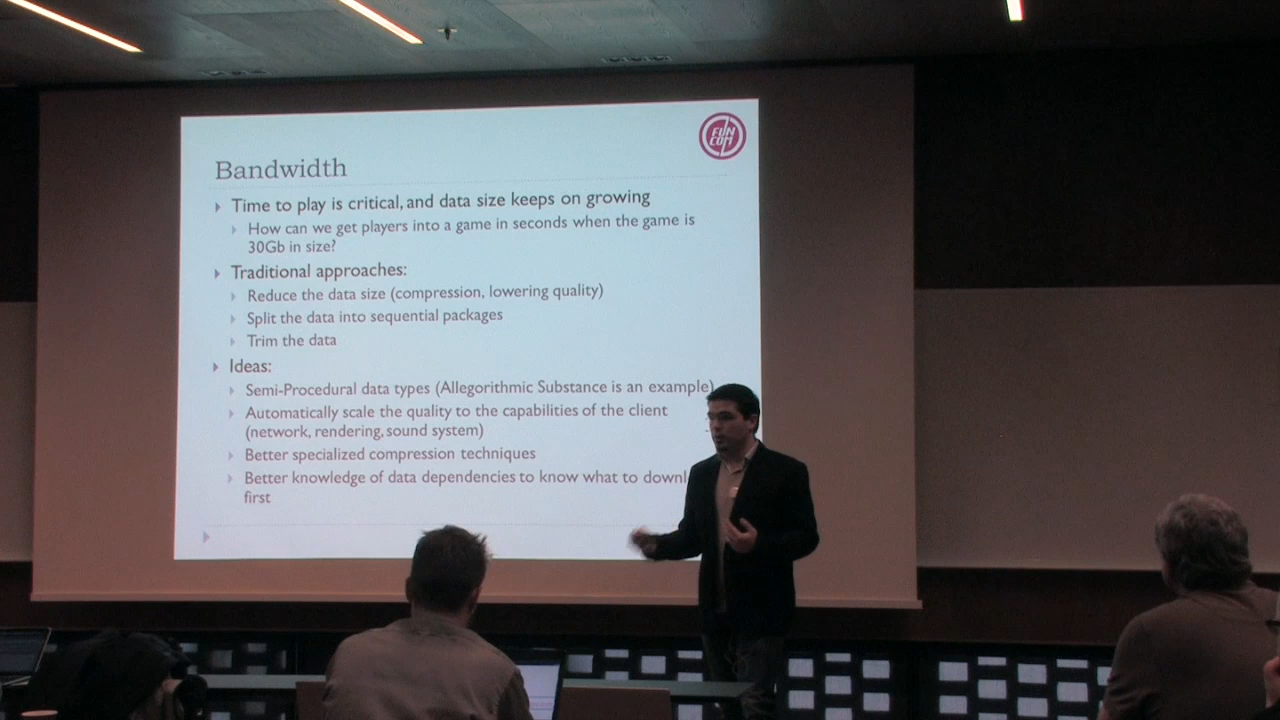 FUN
COM
Bandwidth
Time to play is critical, and data size keeps on growing
How can we get players into a game in seconds when the game is
30Gb in size?
Traditional approaches:
Reduce the data size (compression, lowering quality)
Split the data into sequential packages
Trim the data
Ideas:
Semi-Procedural data types (Allegorithmic Substance is an example)
Automatically scale the quality to the capabilities of the client
(network, rendering, sound system)
Better specialized compression techniques
Better knowledge of data dependencies to know what to downl
first